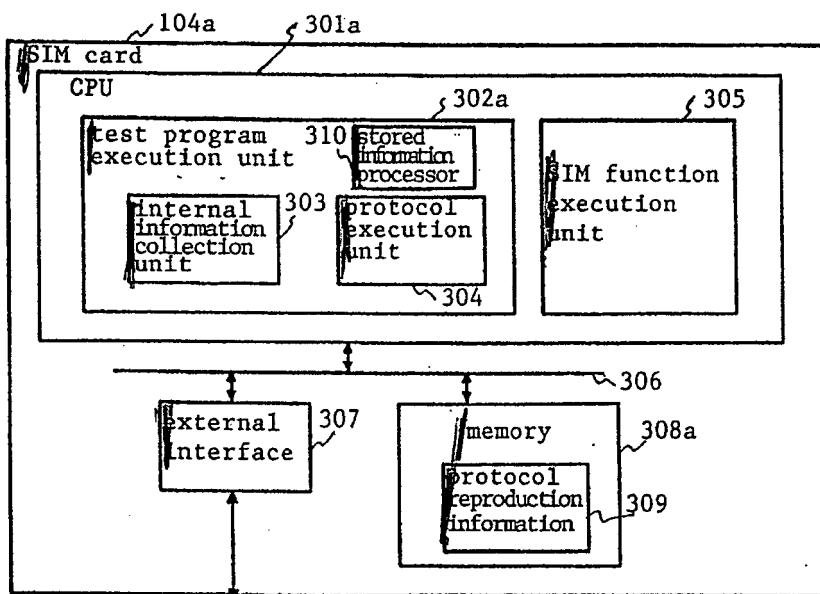 104a
301a
SIM card
CPU
302a
305
test program
execution unit
310
stored
information
processor
internal
information
collection
unit
303
protocol
execution
unit
304
SIM function
execution
unit
306
external
interface
307
memory
308a
protocol
reproduction
information
309